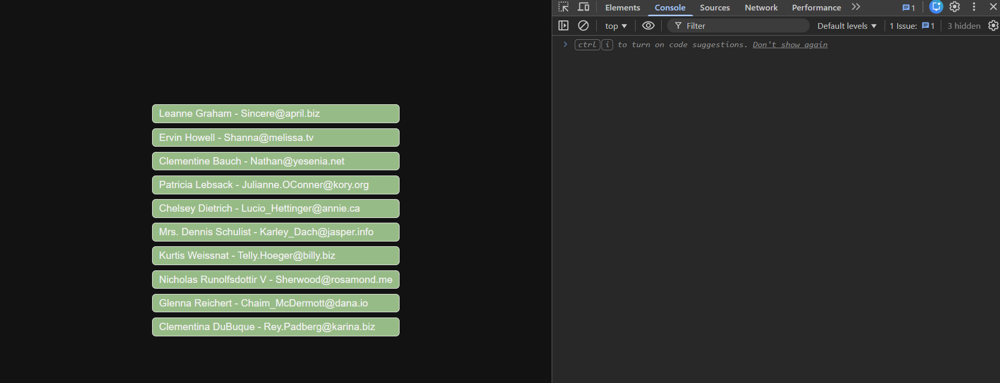 Elements Console Sources Network Performance 1
top Filter Default levels 1 Issue: 1 3 hidden
ctrl i to turn on code suggestions. Don't show again
Leanne Graham - Sincere@april.biz
Ervin Howell - Shanna@melissa.tv
Clementine Bauch - Nathan@yesenia.net
Patricia Lebsack - Julianne.OConner@kory.org
Chelsey Dietrich - Lucio_Hettinger@annie.ca
Mrs. Dennis Schulist - Karley_Dach@jasper.info
Kurtis Weissnat - Telly.Hoeger@billy.biz
Nicholas Runolfsdottir V - Sherwood@rosamond.me
Glenna Reichert - Chaim_McDermott@dana.io
Clementina DuBuque - Rey.Padberg@karina.biz